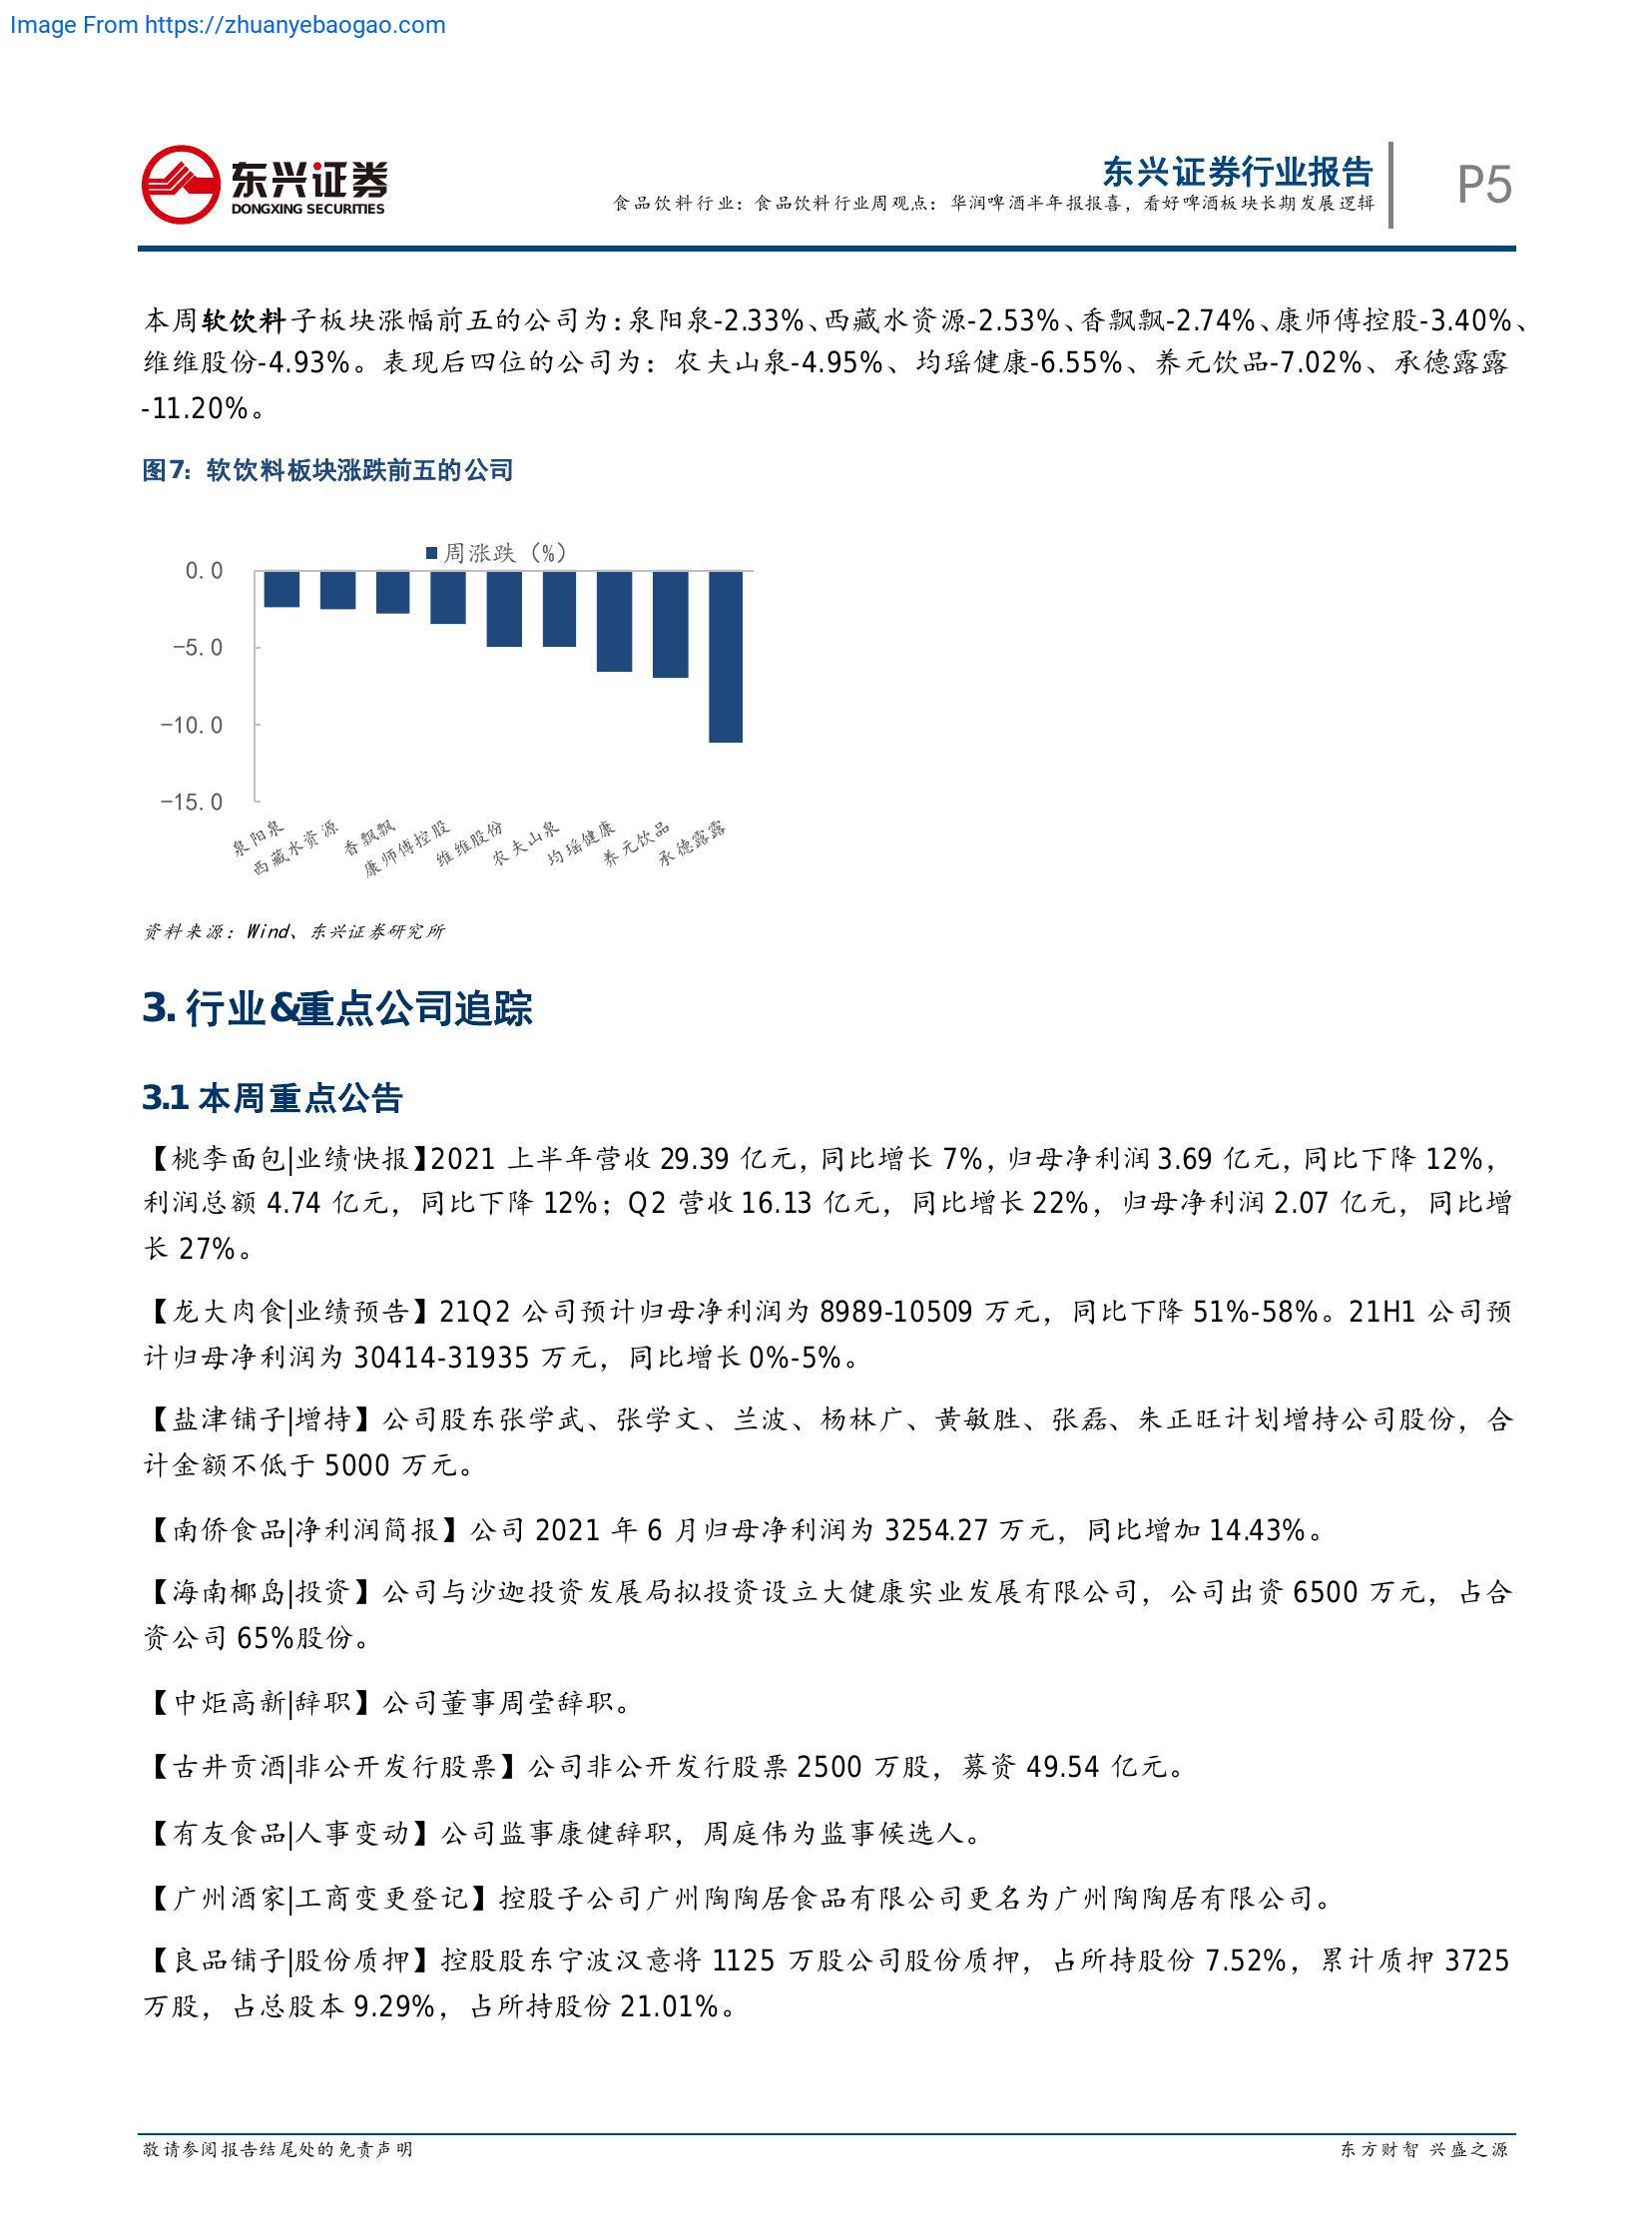 Image From https://zhuanyebaogao.com
东兴证券
DONGXING SECURITIES
东兴证券行业报告
食品饮料行业：食品饮料行业周观点：华润啤酒半年报报喜，看好啤酒板块长期发展逻辑
P5
本周软饮料子板块涨幅前五的公司为：泉阳泉-2.33%、西藏水资源-2.53%、香飘飘-2.74%、康师傅控股-3.40%、
维维股份-4.93%。表现后四位的公司为：农夫山泉-4.95%、均瑶健康-6.55%、养元饮品-7.02%、承德露露
-11.20%。
图7：软饮料板块涨跌前五的公司
周涨跌（%）
0.0
-5.0
-10.0
-15.0
泉阳泉
西藏水资源
香飘飘
康师傅控股
维维股份
农夫山泉
均瑶健康
养元饮品
承德露露
资料来源：Wind、东兴证券研究所
3. 行业&重点公司追踪
3.1 本周重点公告
【桃李面包|业绩快报】2021 上半年营收 29.39 亿元，同比增长 7%，归母净利润 3.69 亿元，同比下降 12%，
利润总额 4.74 亿元，同比下降 12%；Q2 营收 16.13 亿元，同比增长 22%，归母净利润 2.07 亿元，同比增
长 27%。
【龙大肉食|业绩预告】21Q2 公司预计归母净利润为 8989-10509 万元，同比下降 51%-58%。21H1 公司预
计归母净利润为 30414-31935 万元，同比增长 0%-5%。
【盐津铺子|增持】公司股东张学武、张学文、兰波、杨林广、黄敏胜、张磊、朱正旺计划增持公司股份，合
计金额不低于 5000 万元。
【南侨食品|净利润简报】公司 2021 年 6 月归母净利润为 3254.27 万元，同比增加 14.43%。
【海南椰岛|投资】公司与沙迦投资发展局拟投资设立大健康实业发展有限公司，公司出资 6500 万元，占合
资公司 65%股份。
【中炬高新|辞职】公司董事周莹辞职。
【古井贡酒|非公开发行股票】公司非公开发行股票 2500 万股，募资 49.54 亿元。
【有友食品|人事变动】公司监事康健辞职，周庭伟为监事候选人。
【广州酒家|工商变更登记】控股子公司广州陶陶居食品有限公司更名为广州陶陶居有限公司。
【良品铺子|股份质押】控股股东宁波汉意将 1125 万股公司股份质押，占所持股份 7.52%，累计质押 3725
万股，占总股本 9.29%，占所持股份 21.01%。
敬请参阅报告结尾处的免责声明
东方财智 兴盛之源